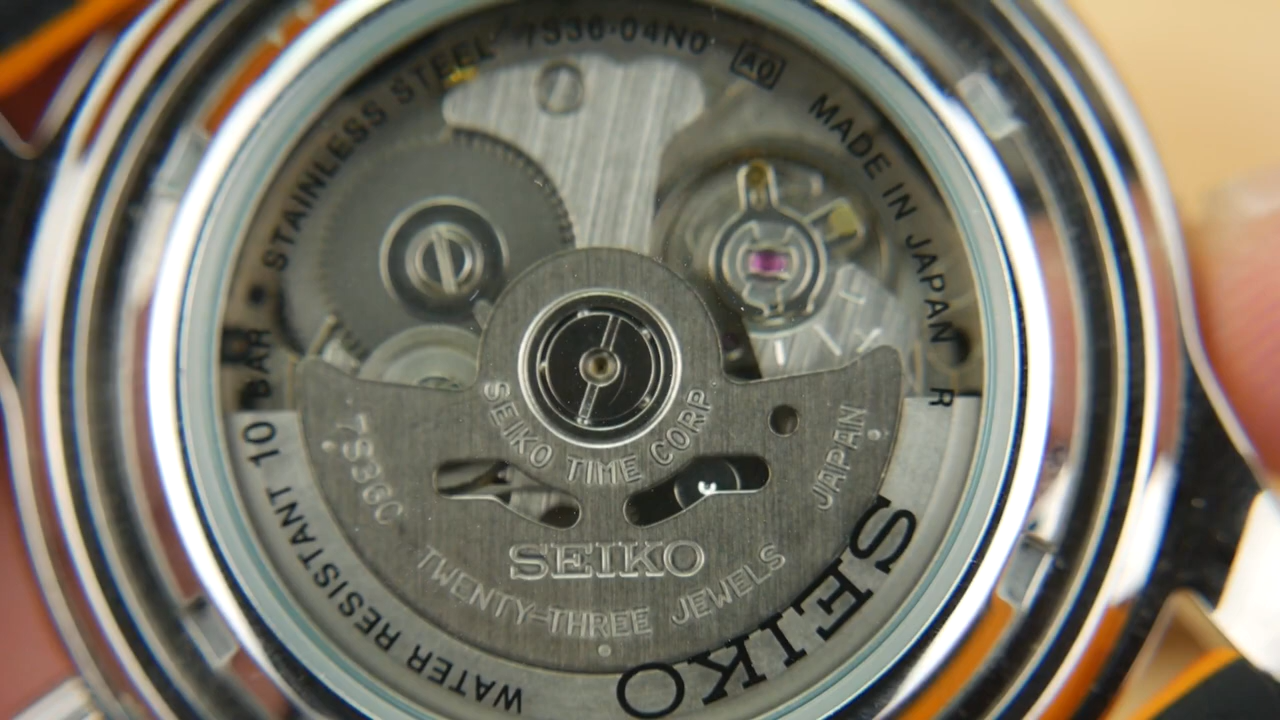 STAINLESS STEEL 7S36-04N0 A0 MADE IN JAPAN R
SEIKO
WATER RESISTANT 10 BAR
SEIKO TIME CORP
7S36C
JAPAN
SEIKO
TWENTY-THREE JEWELS